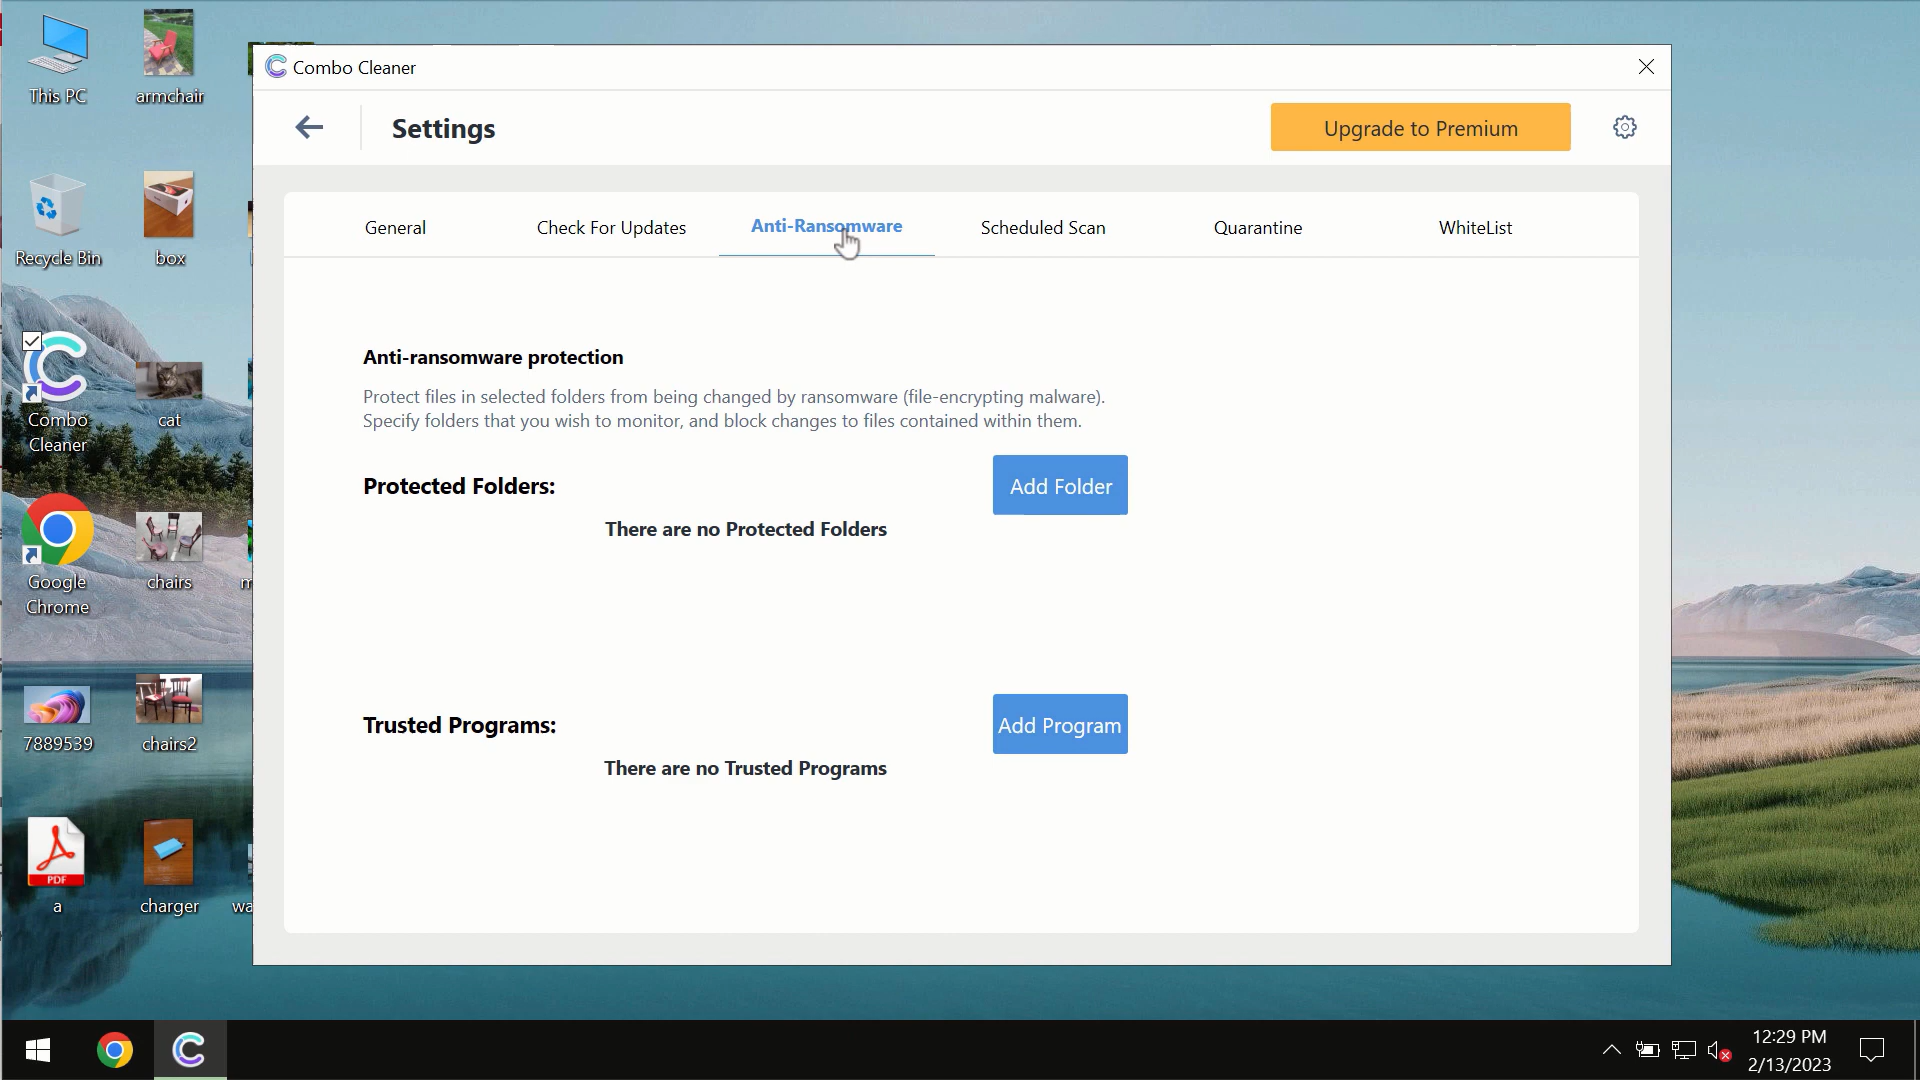 This PC
armchair
Recycle Bin
box
Combo
Cleaner
cat
Google
Chrome
chairs
7889539
chairs2
PDF
a
charger
wa
Combo Cleaner
Settings
Upgrade to Premium
General
Check For Updates
Anti-Ransomware
Scheduled Scan
Quarantine
WhiteList
Anti-ransomware protection
Protect files in selected folders from being changed by ransomware (file-encrypting malware).
Specify folders that you wish to monitor, and block changes to files contained within them.
Protected Folders:
Add Folder
There are no Protected Folders
Trusted Programs:
Add Program
There are no Trusted Programs
12:29 PM
2/13/2023